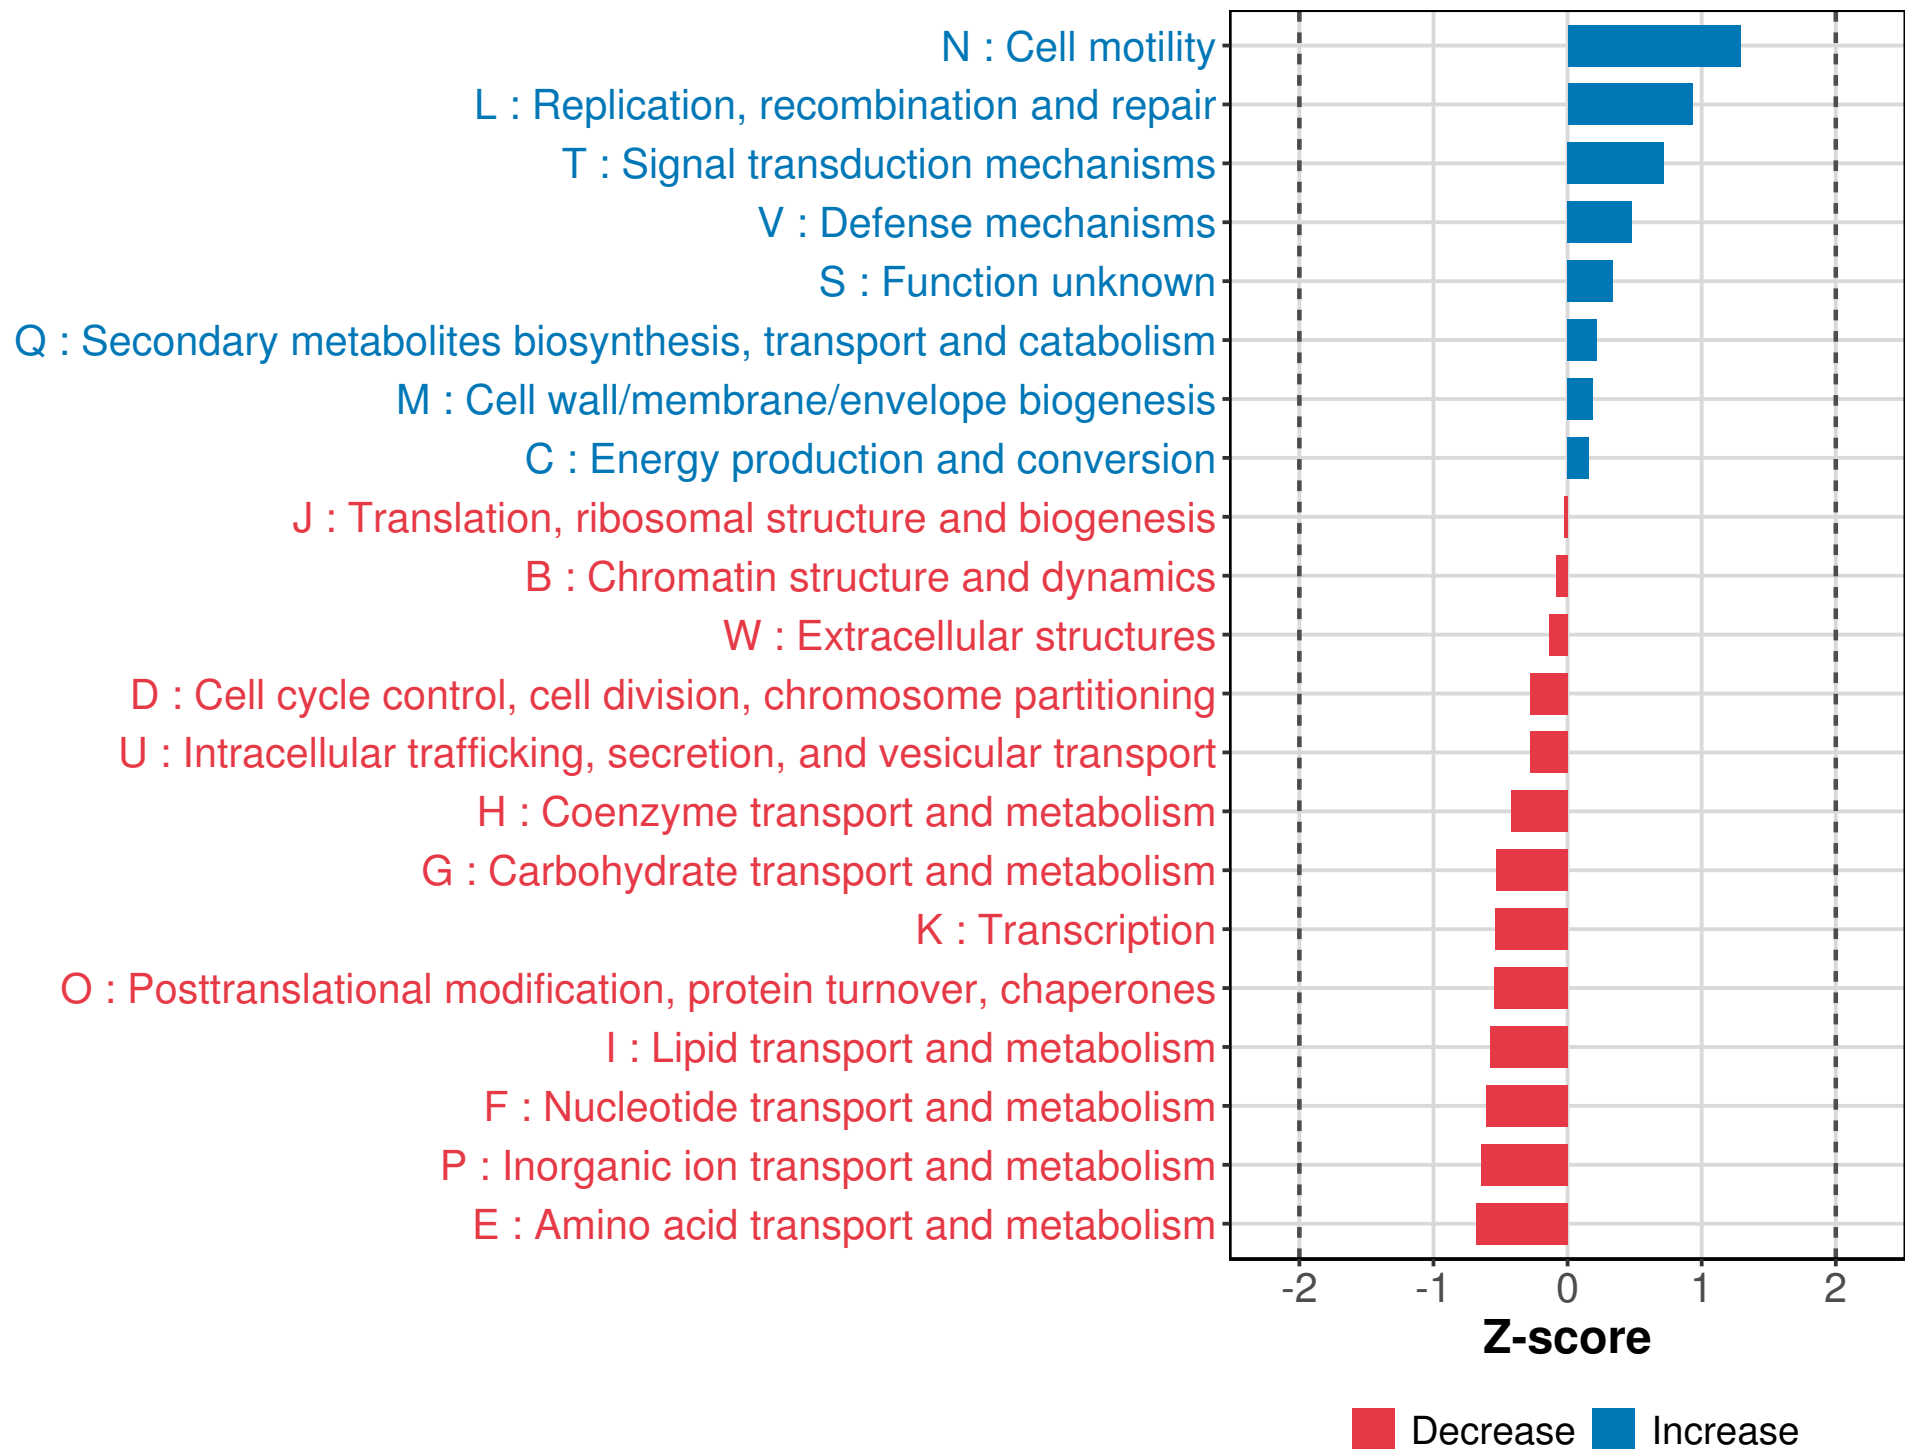 N : Cell motility
L : Replication, recombination and repair
T : Signal transduction mechanisms
V : Defense mechanisms
S : Function unknown
Q : Secondary metabolites biosynthesis, transport and catabolism
M : Cell wall/membrane/envelope biogenesis
C : Energy production and conversion
J : Translation, ribosomal structure and biogenesis
B : Chromatin structure and dynamics
W : Extracellular structures
D : Cell cycle control, cell division, chromosome partitioning
U : Intracellular trafficking, secretion, and vesicular transport
H : Coenzyme transport and metabolism
G : Carbohydrate transport and metabolism
K : Transcription
O : Posttranslational modification, protein turnover, chaperones
I : Lipid transport and metabolism
F : Nucleotide transport and metabolism
P : Inorganic ion transport and metabolism
E : Amino acid transport and metabolism
-2 -1 0 1 2
Z-score
Decrease Increase